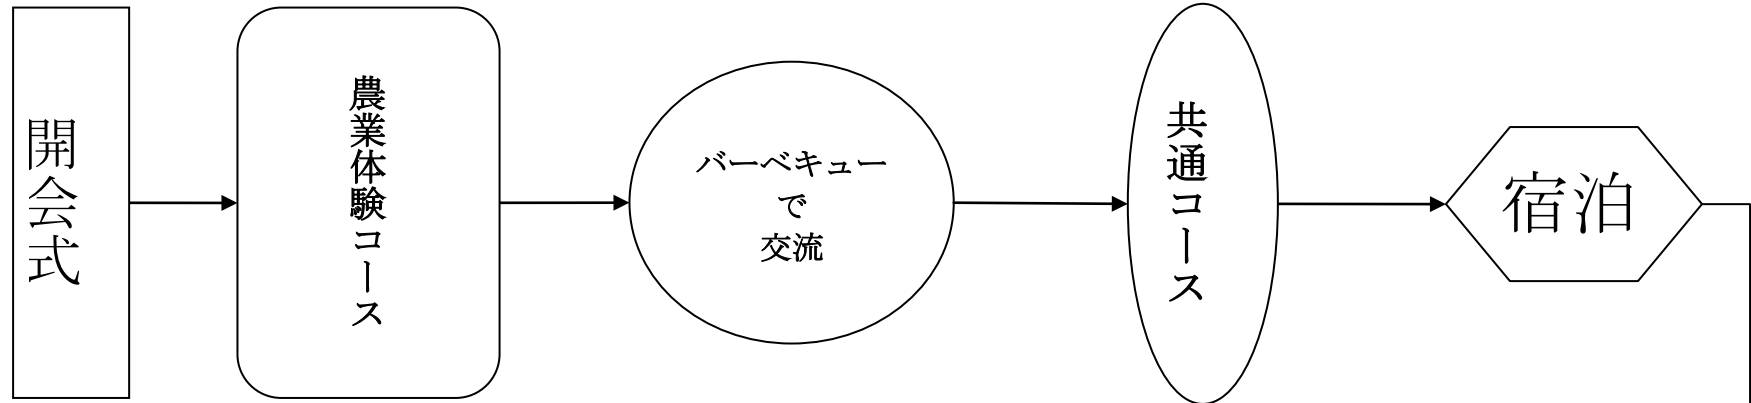 開会式
農業体験コース
バーベキュー
で
交流
共通コース
宿泊